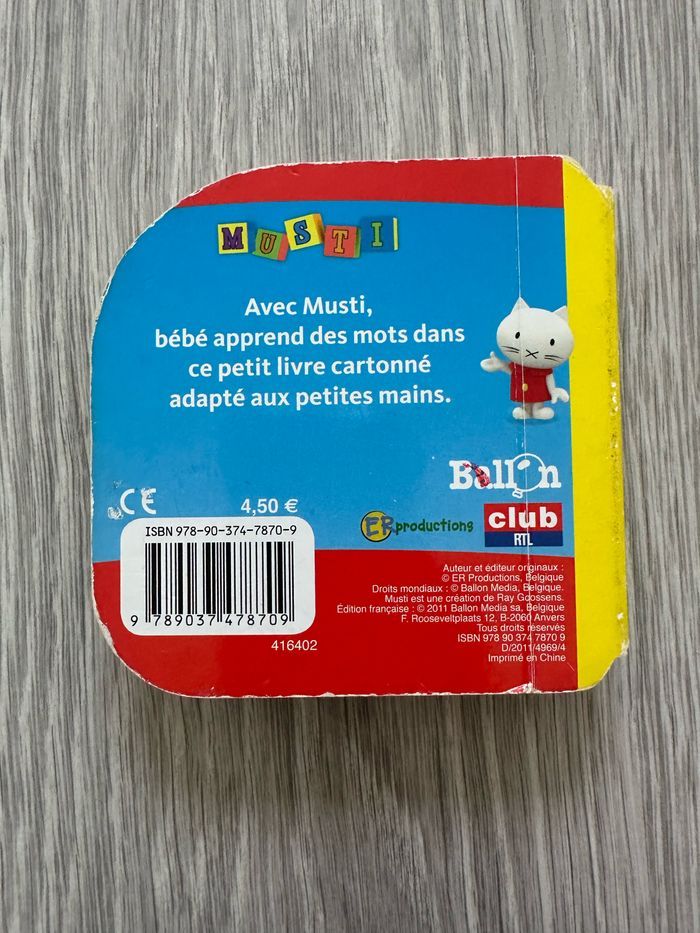 MUSTI
Avec Musti,
bébé apprend des mots dans
ce petit livre cartonné
adapté aux petites mains.
Ballon
CE
4,50 €
ER productions
club
RTL
ISBN 978-90-374-7870-9
9 789037 478709
416402
Auteur et éditeur originaux :
© ER Productions, Belgique
Droits mondiaux : © Ballon Media, Belgique.
Musti est une création de Ray Goossens.
Édition française : © 2011 Ballon Media sa, Belgique
F. Rooseveltplaats 12, B-2060 Anvers
Tous droits réservés
ISBN 978 90 374 7870 9
D/2011/4969/4
Imprimé en Chine